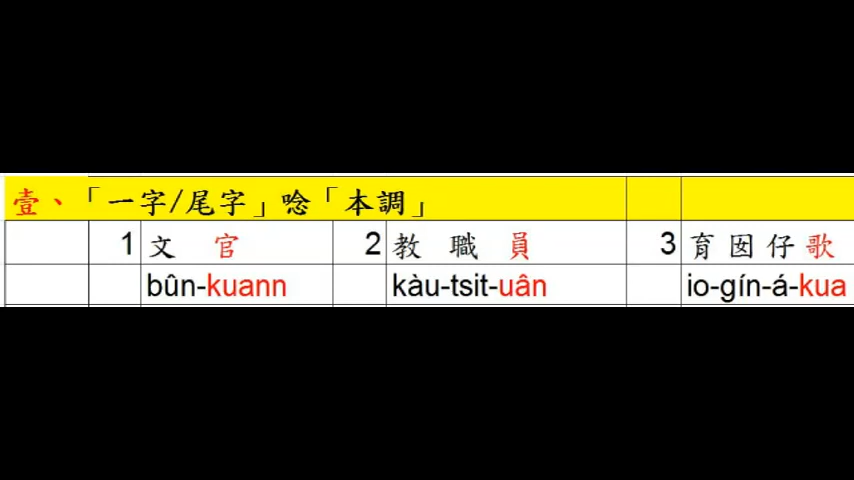 壹、「一字/尾字」唸「本調」
1 文 官 2 教 職 員 3 育 囡 仔 歌
bûn-kuann kàu-tsit-uân io-gín-á-kua